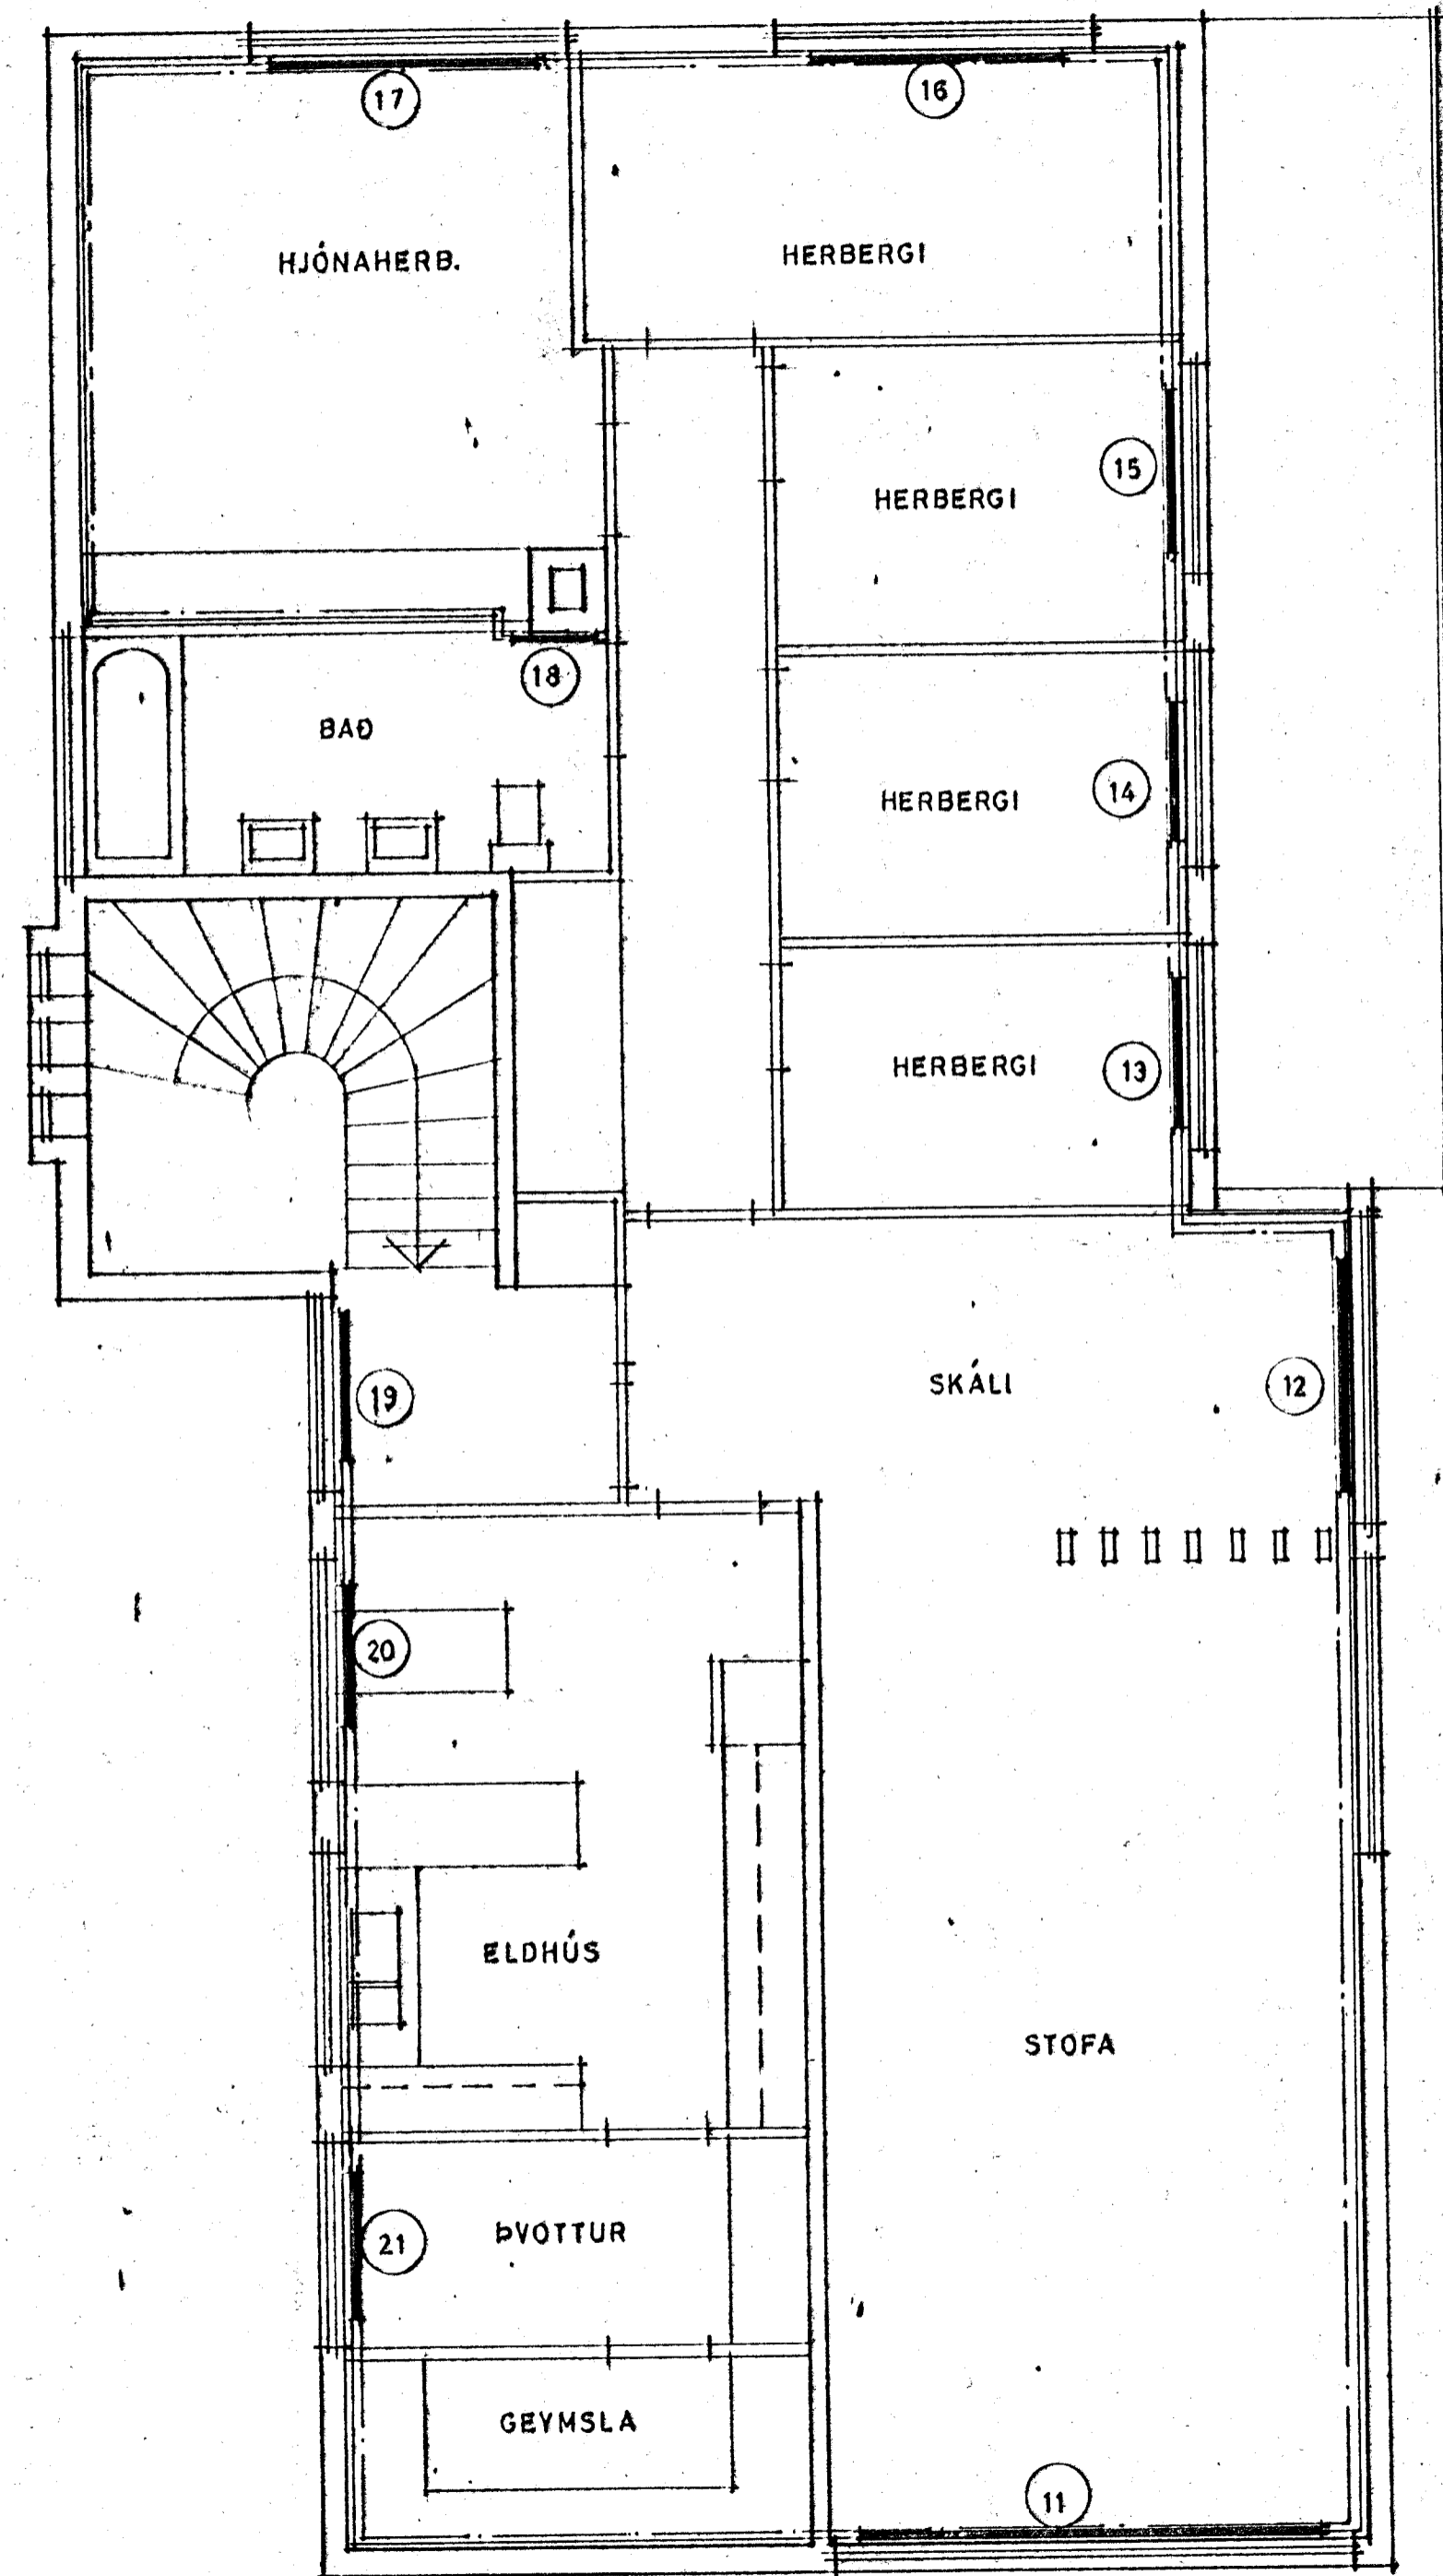 17
16
HJÓNAHERB.
HERBERGI
15
HERBERGI
18
BAÐ
14
HERBERGI
13
HERBERGI
19
SKÁLI
12
20
ELDHÚS
STOFA
21
ÞVOTTUR
GEYMSLA
11